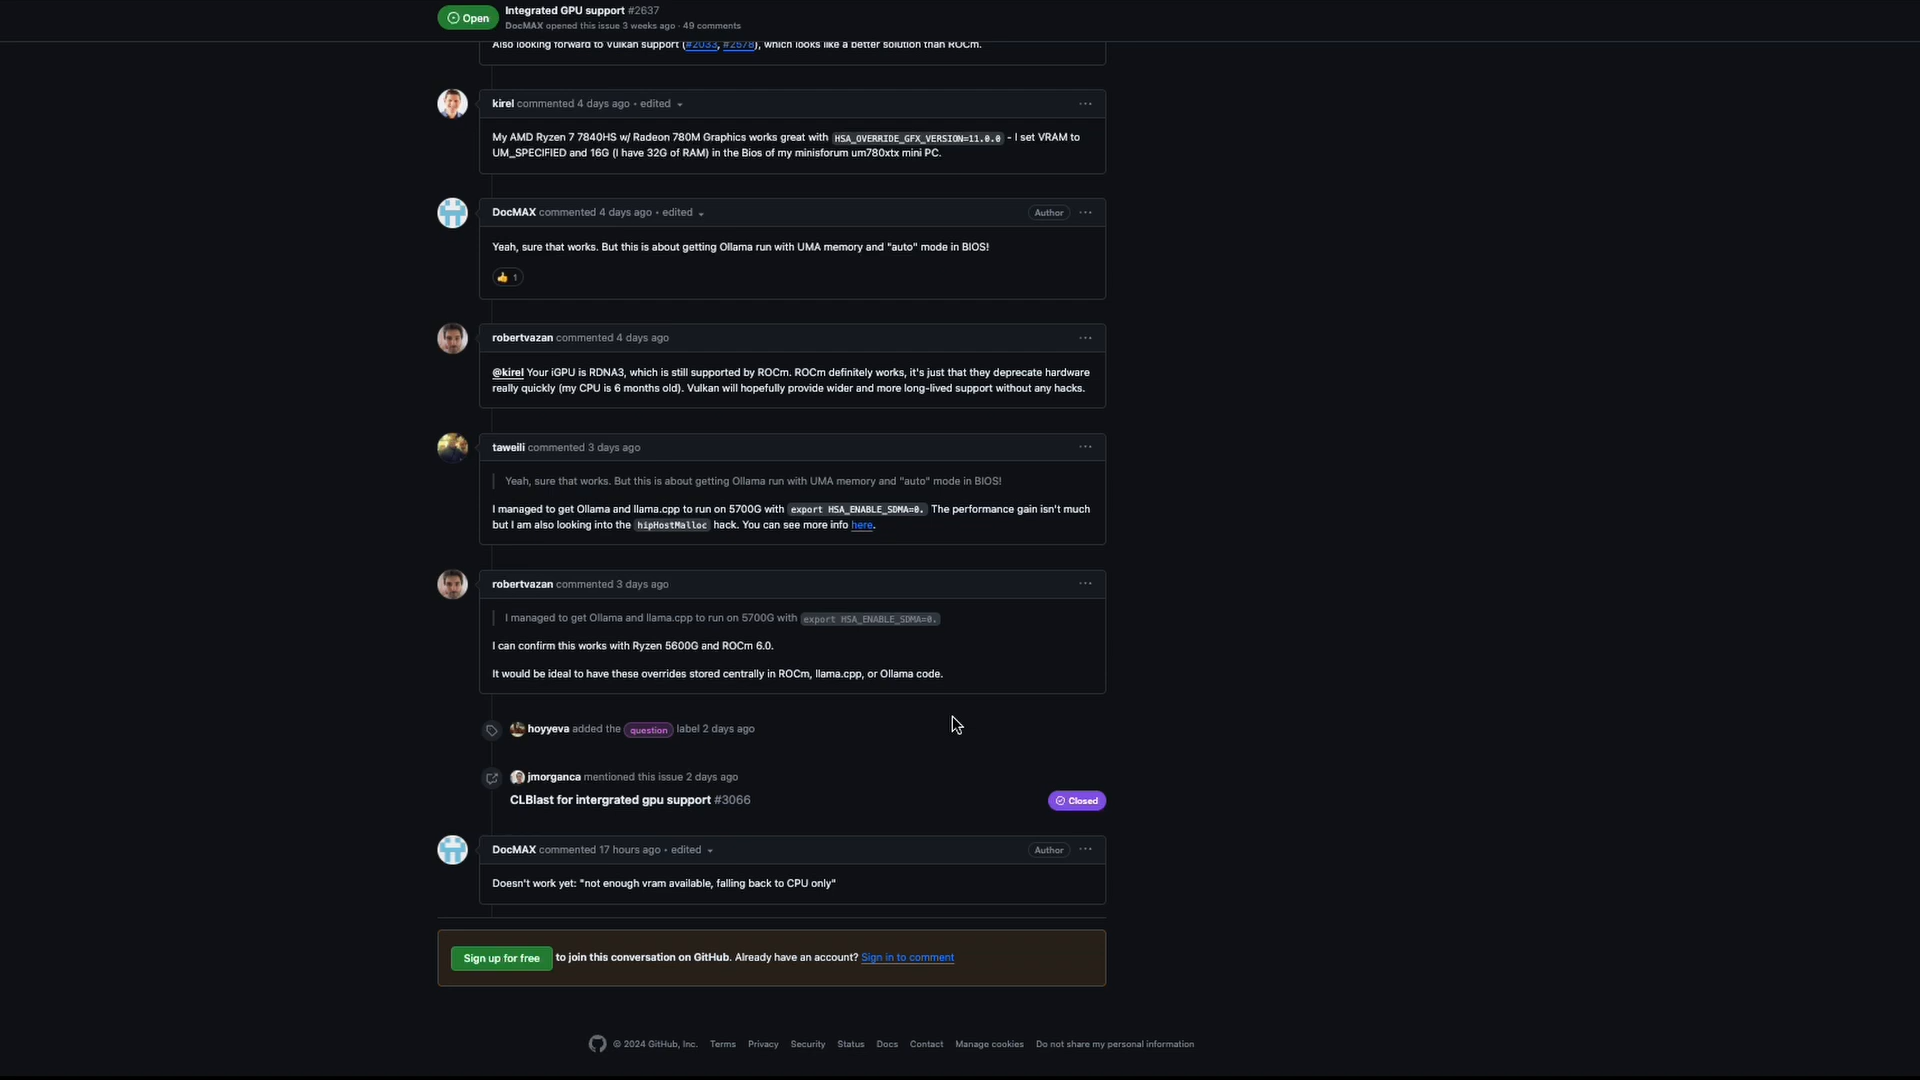 Open
Integrated GPU support #2637
DocMAX opened this issue 3 weeks ago · 49 comments
Also looking forward to Vulkan support (#2033, #2578), which looks like a better solution than ROCm.
kirel commented 4 days ago • edited
My AMD Ryzen 7 7840HS w/ Radeon 780M Graphics works great with HSA_OVERRIDE_GFX_VERSION=11.0.0 - I set VRAM to
UM_SPECIFIED and 16G (I have 32G of RAM) in the Bios of my minisforum um780xtx mini PC.
DocMAX commented 4 days ago • edited
Author
Yeah, sure that works. But this is about getting Ollama run with UMA memory and "auto" mode in BIOS!
👍 1
robertvazan commented 4 days ago
@kirel Your iGPU is RDNA3, which is still supported by ROCm. ROCm definitely works, it's just that they deprecate hardware
really quickly (my CPU is 6 months old). Vulkan will hopefully provide wider and more long-lived support without any hacks.
taweili commented 3 days ago
Yeah, sure that works. But this is about getting Ollama run with UMA memory and "auto" mode in BIOS!
I managed to get Ollama and llama.cpp to run on 5700G with export HSA_ENABLE_SDMA=0. The performance gain isn't much
but I am also looking into the hipHostMalloc hack. You can see more info here.
robertvazan commented 3 days ago
I managed to get Ollama and llama.cpp to run on 5700G with export HSA_ENABLE_SDMA=0.
I can confirm this works with Ryzen 5600G and ROCm 6.0.
It would be ideal to have these overrides stored centrally in ROCm, llama.cpp, or Ollama code.
hoyyeva added the question label 2 days ago
jmorganca mentioned this issue 2 days ago
CLBlast for intergrated gpu support #3066
Closed
DocMAX commented 17 hours ago • edited
Author
Doesn't work yet: "not enough vram available, falling back to CPU only"
Sign up for free to join this conversation on GitHub. Already have an account? Sign in to comment
© 2024 GitHub, Inc. Terms Privacy Security Status Docs Contact Manage cookies Do not share my personal information